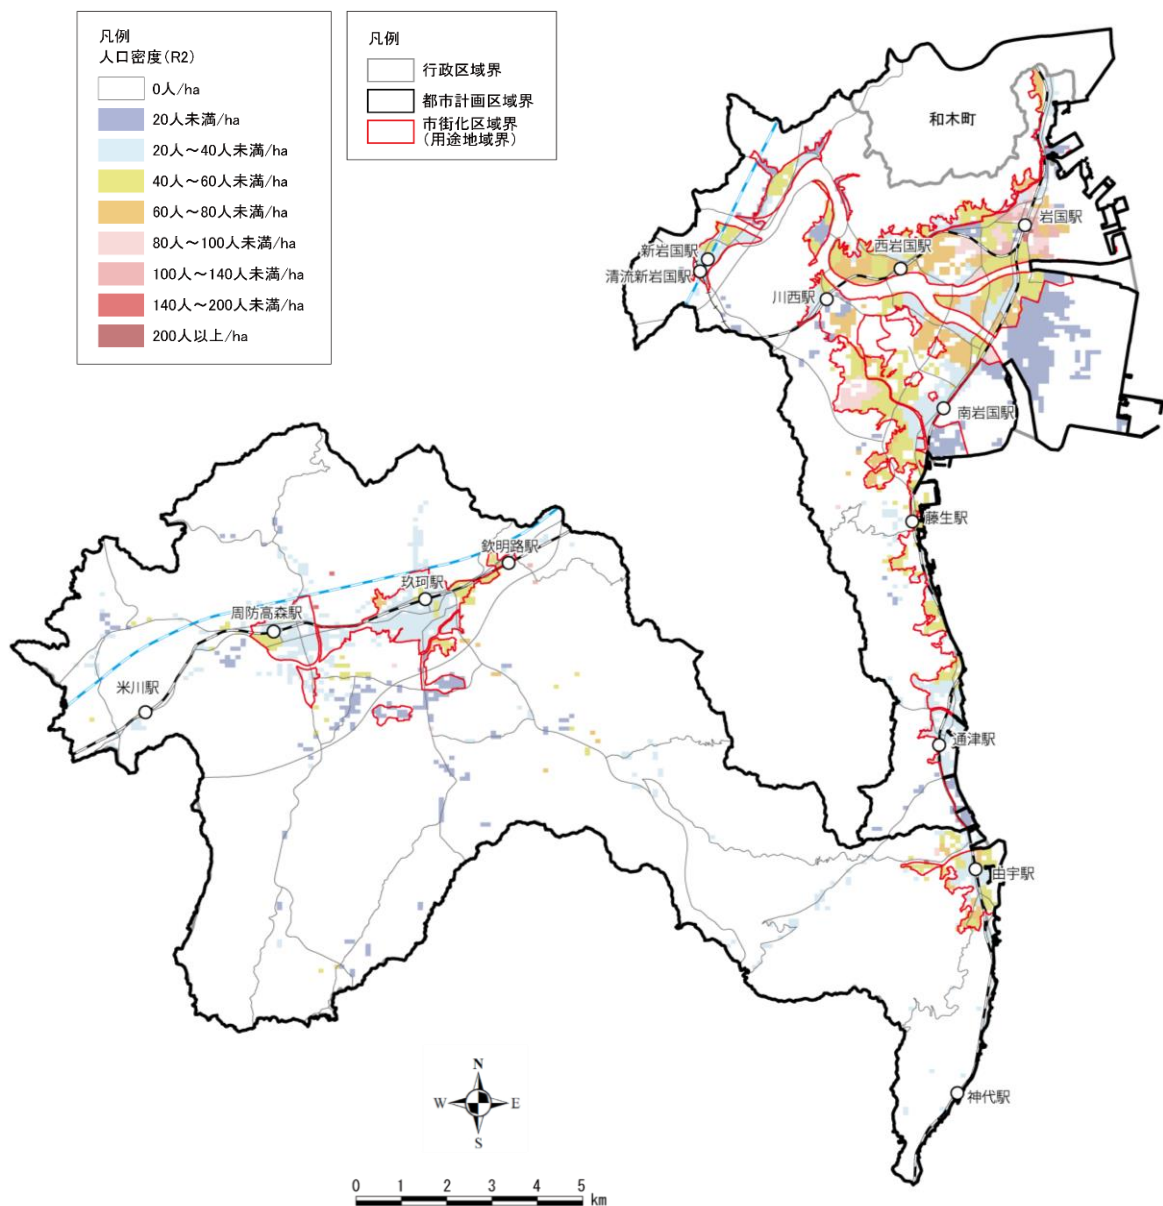 凡例
人口密度(R2)
0人/ha
20人未満/ha
20人～40人未満/ha
40人～60人未満/ha
60人～80人未満/ha
80人～100人未満/ha
100人～140人未満/ha
140人～200人未満/ha
200人以上/ha
凡例
行政区域界
都市計画区域界
市街化区域界
(用途地域界)
和木町
岩国駅
西岩国駅
新岩国駅
清流新岩国駅
川西駅
南岩国駅
藤生駅
欽明路駅
玖珂駅
周防高森駅
米川駅
通津駅
由宇駅
神代駅
N
W
E
S
0 1 2 3 4 5
km